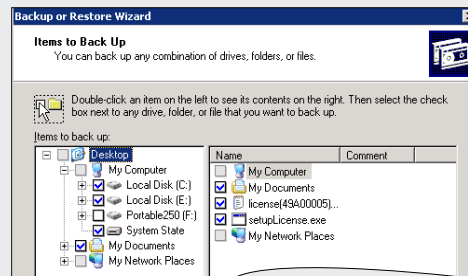 Backup or Restore Wizard
Items to Back Up
You can back up any combination of drives, folders, or files.
Double-click an item on the left to see its contents on the right. Then select the check
box next to any drive, folder, or file that you want to back up.
Items to back up:
Desktop
My Computer
Local Disk (C:)
Local Disk (E:)
Portable250 (F:)
System State
My Documents
My Network Places
Name Comment
My Computer
My Documents
license(49A00005)...
setupLicense.exe
My Network Places